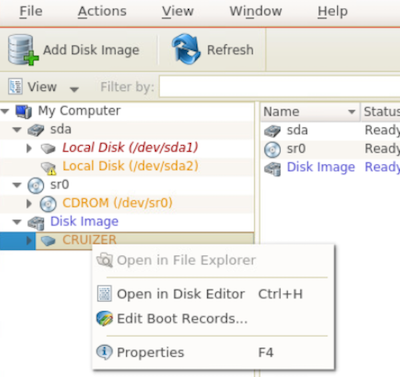 File Actions View Window Help
Add Disk Image Refresh
View Filter by:
My Computer
sda
Local Disk (/dev/sda1)
Local Disk (/dev/sda2)
sr0
CDROM (/dev/sr0)
Disk Image
CRUIZER
Name Status
sda Ready
sr0 Ready
Disk Image Ready
Open in File Explorer
Open in Disk Editor Ctrl+H
Edit Boot Records...
Properties F4